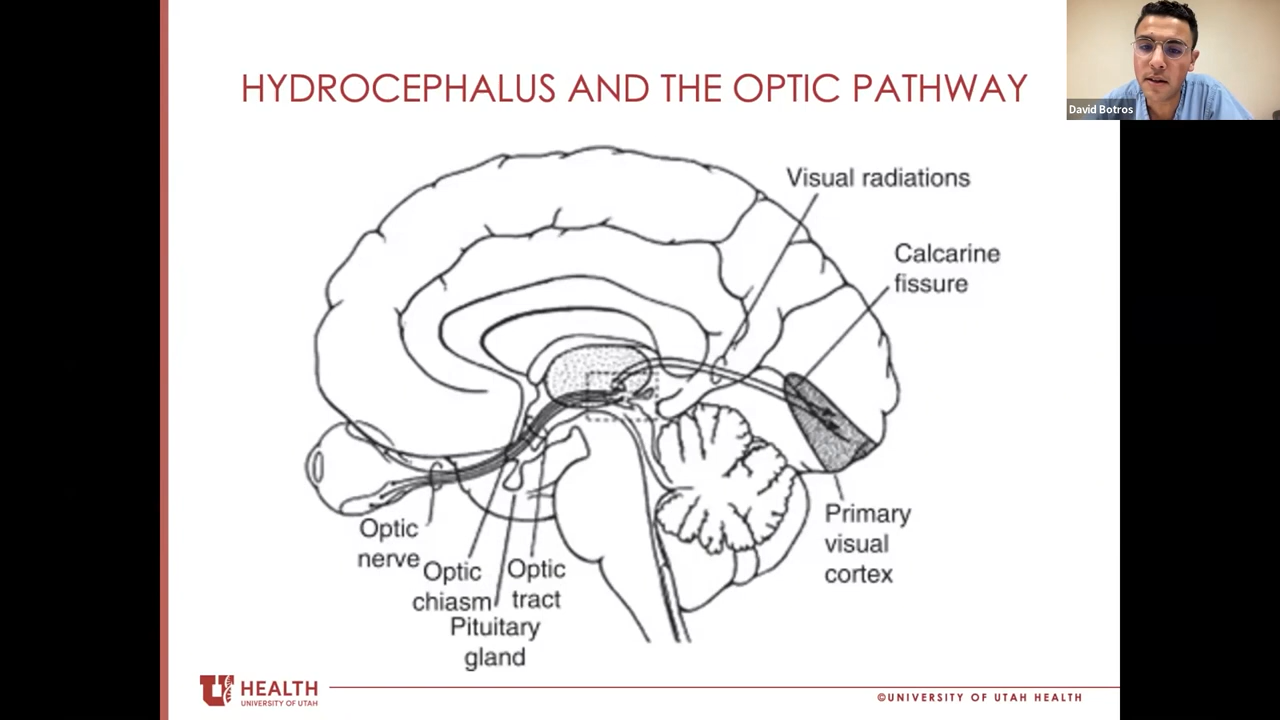 HYDROCEPHALUS AND THE OPTIC PATHWAY
David Botros
Visual radiations
Calcarine
fissure
Optic
nerve
Optic
chiasm
Optic
tract
Pituitary
gland
Primary
visual
cortex
U
HEALTH
UNIVERSITY OF UTAH
©UNIVERSITY OF UTAH HEALTH